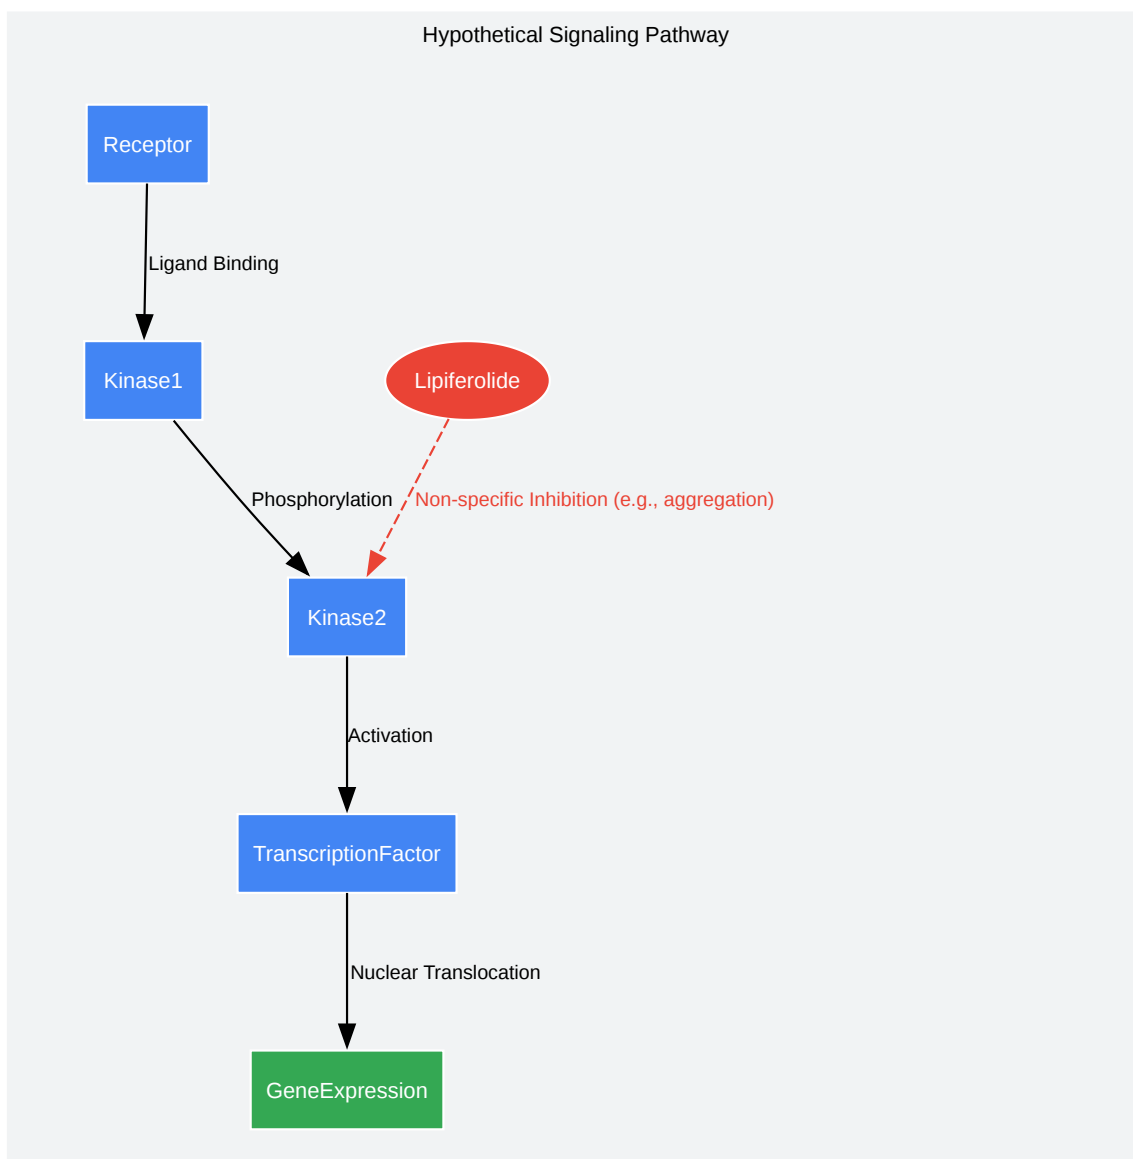 Hypothetical Signaling Pathway
Receptor
Ligand Binding
Kinase1
Lipiferolide
Phosphorylation
Non-specific Inhibition (e.g., aggregation)
Kinase2
Activation
TranscriptionFactor
Nuclear Translocation
GeneExpression